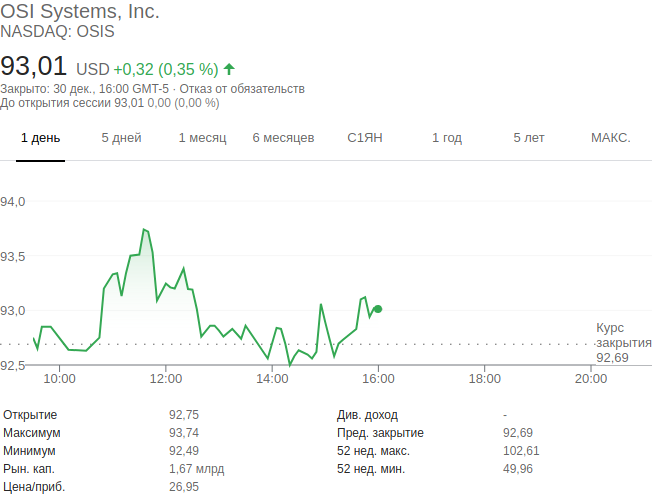 OSI Systems, Inc.
NASDAQ: OSIS
93,01 USD +0,32 (0,35 %)
Закрыто: 30 дек., 16:00 GMT-5 · Отказ от обязательств
До открытия сессии 93,01 0,00 (0,00 %)
1 день 5 дней 1 месяц 6 месяцев С1ЯН 1 год 5 лет МАКС.
94,0
93,5
93,0
Курс
закрытия
92,69
92,5
10:00 12:00 14:00 16:00 18:00 20:00
Открытие 92,75 Див. доход -
Максимум 93,74 Пред. закрытие 92,69
Минимум 92,49 52 нед. макс. 102,61
Рын. кап. 1,67 млрд 52 нед. мин. 49,96
Цена/приб. 26,95